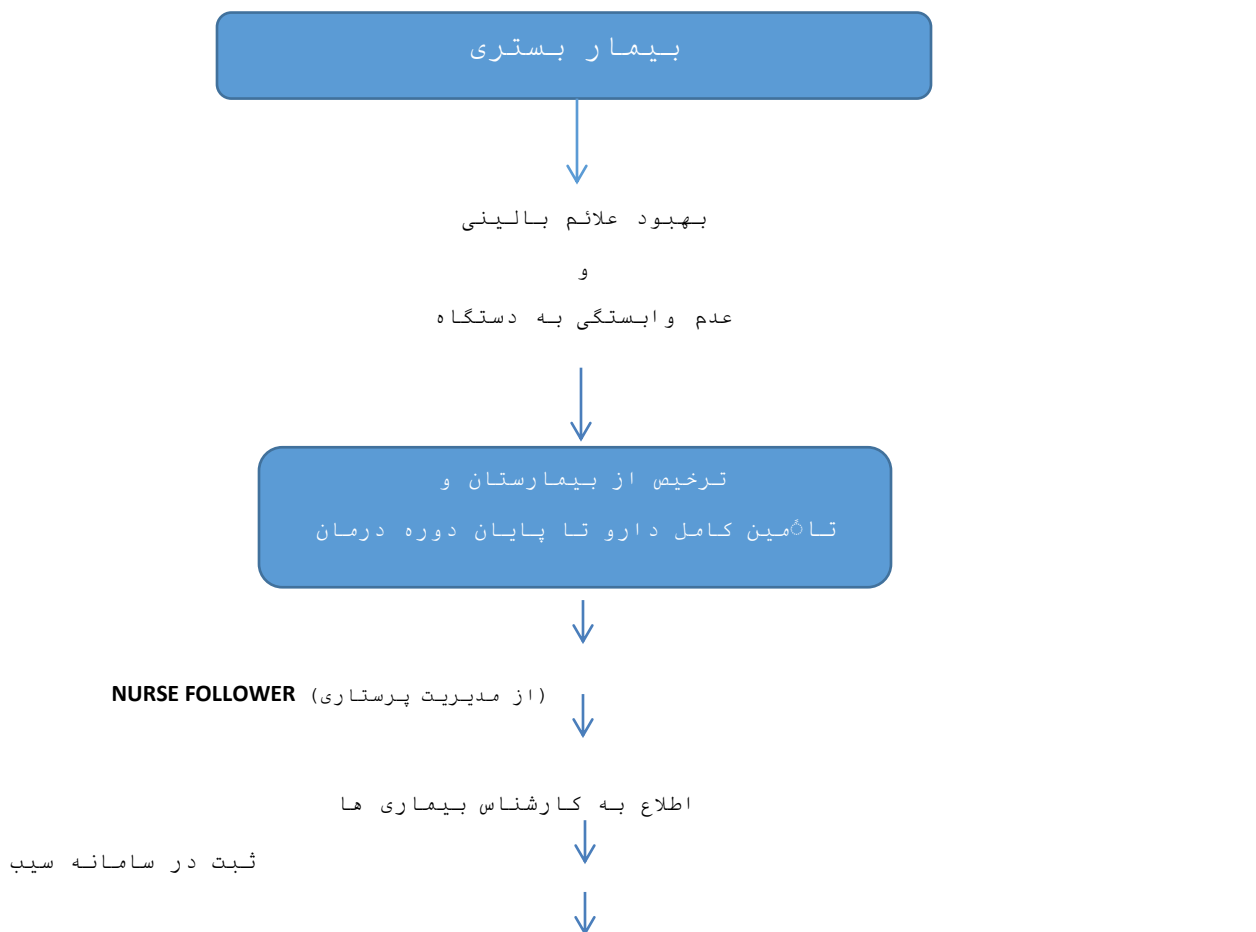 بیمار بستری
بهبود علائم بالینی
و
عدم وابستگی به دستگاه
ترخیص از بیمارستان و
تأمین کامل دارو تا پایان دوره درمان
NURSE FOLLOWER (از مدیریت پرستاری)
اطلاع به کارشناس بیماری ها
ثبت در سامانه سیب